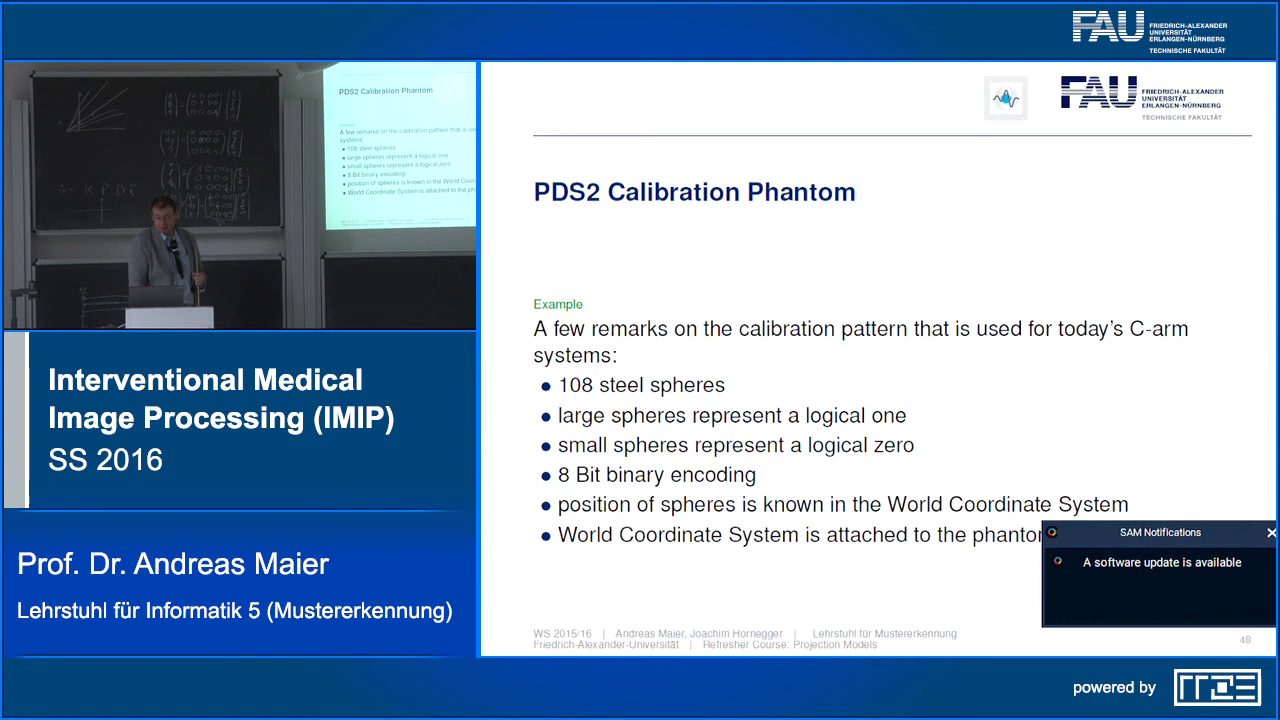 FAU FRIEDRICH-ALEXANDER
UNIVERSITÄT
ERLANGEN-NÜRNBERG
TECHNISCHE FAKULTÄT
PDS2 Calibration Phantom
Example
A few remarks on the calibration pattern that is us
systems:
108 steel spheres
large spheres represent a logical one
small spheres represent a logical zero
8 Bit binary encoding
position of spheres is known in the World Coor
World Coordinate System is attached to the ph
Interventional Medical
Image Processing (IMIP)
SS 2016
Prof. Dr. Andreas Maier
Lehrstuhl für Informatik 5 (Mustererkennung)
FAU FRIEDRICH-ALEXANDER
UNIVERSITÄT
ERLANGEN-NÜRNBERG
TECHNISCHE FAKULTÄT
PDS2 Calibration Phantom
Example
A few remarks on the calibration pattern that is used for today's C-arm
systems:
• 108 steel spheres
• large spheres represent a logical one
• small spheres represent a logical zero
• 8 Bit binary encoding
• position of spheres is known in the World Coordinate System
• World Coordinate System is attached to the phantom
SAM Notifications
A software update is available
WS 2015/16 | Andreas Maier, Joachim Hornegger | Lehrstuhl für Mustererkennung
Friedrich-Alexander-Universität | Refresher Course: Projection Models
48
powered by